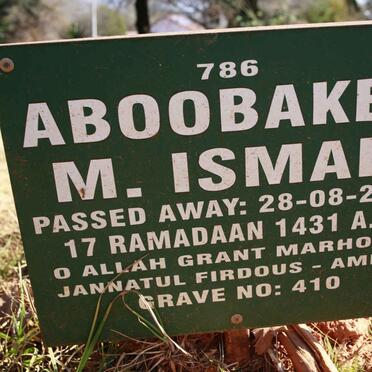 786
ABOOBAKE
M. ISMAI
PASSED AWAY: 28-08-2
17 RAMADAAN 1431 A.
O ALLAH GRANT MARHO
JANNATUL FIRDOUS - AM
GRAVE NO: 410